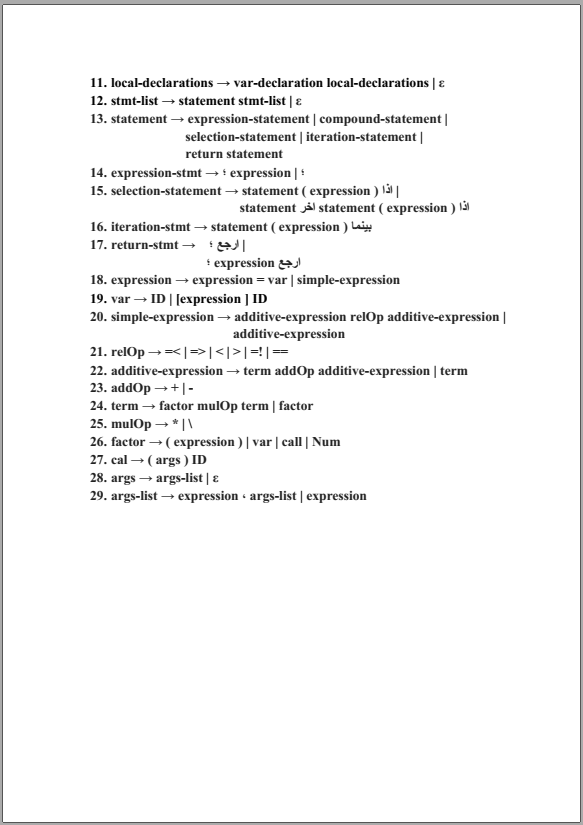 11. local-declarations → var-declaration local-declarations | ε
12. stmt-list → statement stmt-list | ε
13. statement → expression-statement | compound-statement |
selection-statement | iteration-statement |
return statement
14. expression-stmt → ؛ expression | ؛
15. selection-statement → statement ( expression ) اذا |
statement اخر statement ( expression ) اذا
16. iteration-stmt → statement ( expression ) بينما
17. return-stmt → ارجع ؛ |
؛ expression ارجع
18. expression → expression = var | simple-expression
19. var → ID | [expression ] ID
20. simple-expression → additive-expression relOp additive-expression |
additive-expression
21. relOp → =< | => | < | > | =! | ==
22. additive-expression → term addOp additive-expression | term
23. addOp → + | -
24. term → factor mulOp term | factor
25. mulOp → * | \
26. factor → ( expression ) | var | call | Num
27. cal → ( args ) ID
28. args → args-list | ε
29. args-list → expression ، args-list | expression